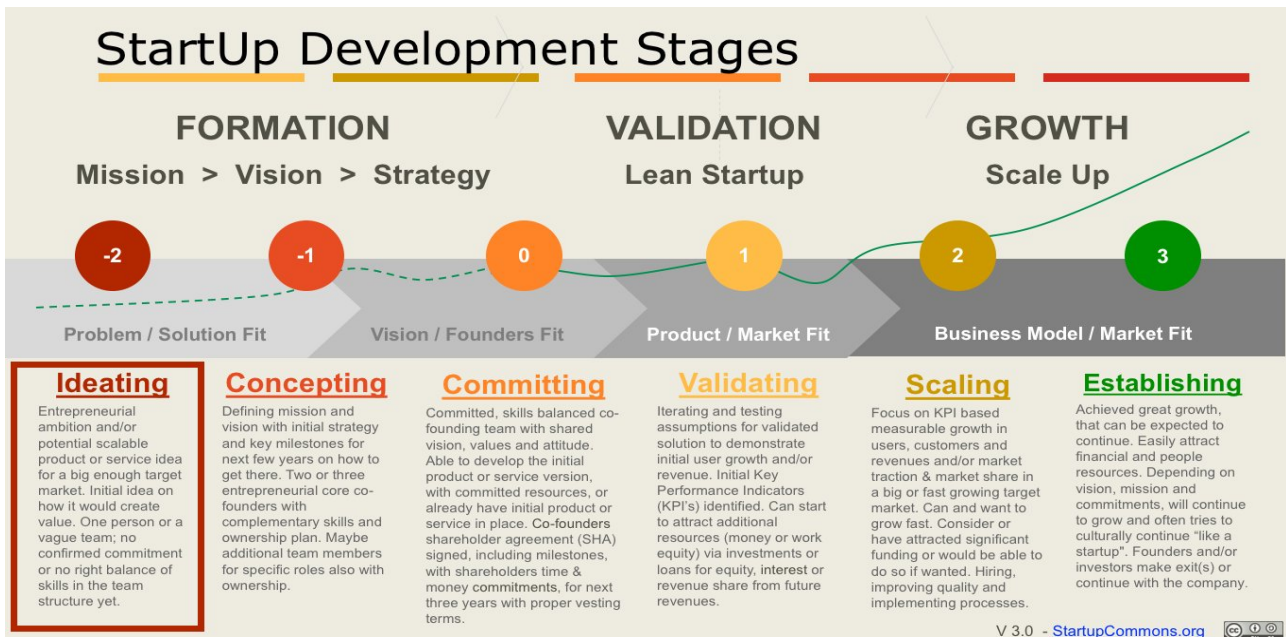 StartUp Development Stages
FORMATION
VALIDATION
GROWTH
Mission > Vision > Strategy
Lean Startup
Scale Up
-2
-1
0
1
2
3
Problem / Solution Fit
Vision / Founders Fit
Product / Market Fit
Business Model / Market Fit
Ideating
Entrepreneurial
ambition and/or
potential scalable
product or service idea
for a big enough target
market. Initial idea on
how it would create
value. One person or a
vague team; no
confirmed commitment
or no right balance of
skills in the team
structure yet.
Concepting
Defining mission and
vision with initial strategy
and key milestones for
next few years on how to
get there. Two or three
entrepreneurial core co-
founders with
complementary skills and
ownership plan. Maybe
additional team members
for specific roles also with
ownership.
Committing
Committed, skills balanced co-
founding team with shared
vision, values and attitude.
Able to develop the initial
product or service version,
with committed resources, or
already have initial product or
service in place. Co-founders
shareholder agreement (SHA)
signed, including milestones,
with shareholders time &
money commitments, for next
three years with proper vesting
terms.
Validating
Iterating and testing
assumptions for validated
solution to demonstrate
initial user growth and/or
revenue. Initial Key
Performance Indicators
(KPI's) identified. Can start
to attract additional
resources (money or work
equity) via investments or
loans for equity, interest or
revenue share from future
revenues.
Scaling
Focus on KPI based
measurable growth in
users, customers and
revenues and/or market
traction & market share in
a big or fast growing target
market. Can and want to
grow fast. Consider or
have attracted significant
funding or would be able to
do so if wanted. Hiring,
improving quality and
implementing processes.
Establishing
Achieved great growth,
that can be expected to
continue. Easily attract
financial and people
resources. Depending on
vision, mission and
commitments, will continue
to grow and often tries to
culturally continue "like a
startup". Founders and/or
investors make exit(s) or
continue with the company.
V 3.0 - StartupCommons.org
cc